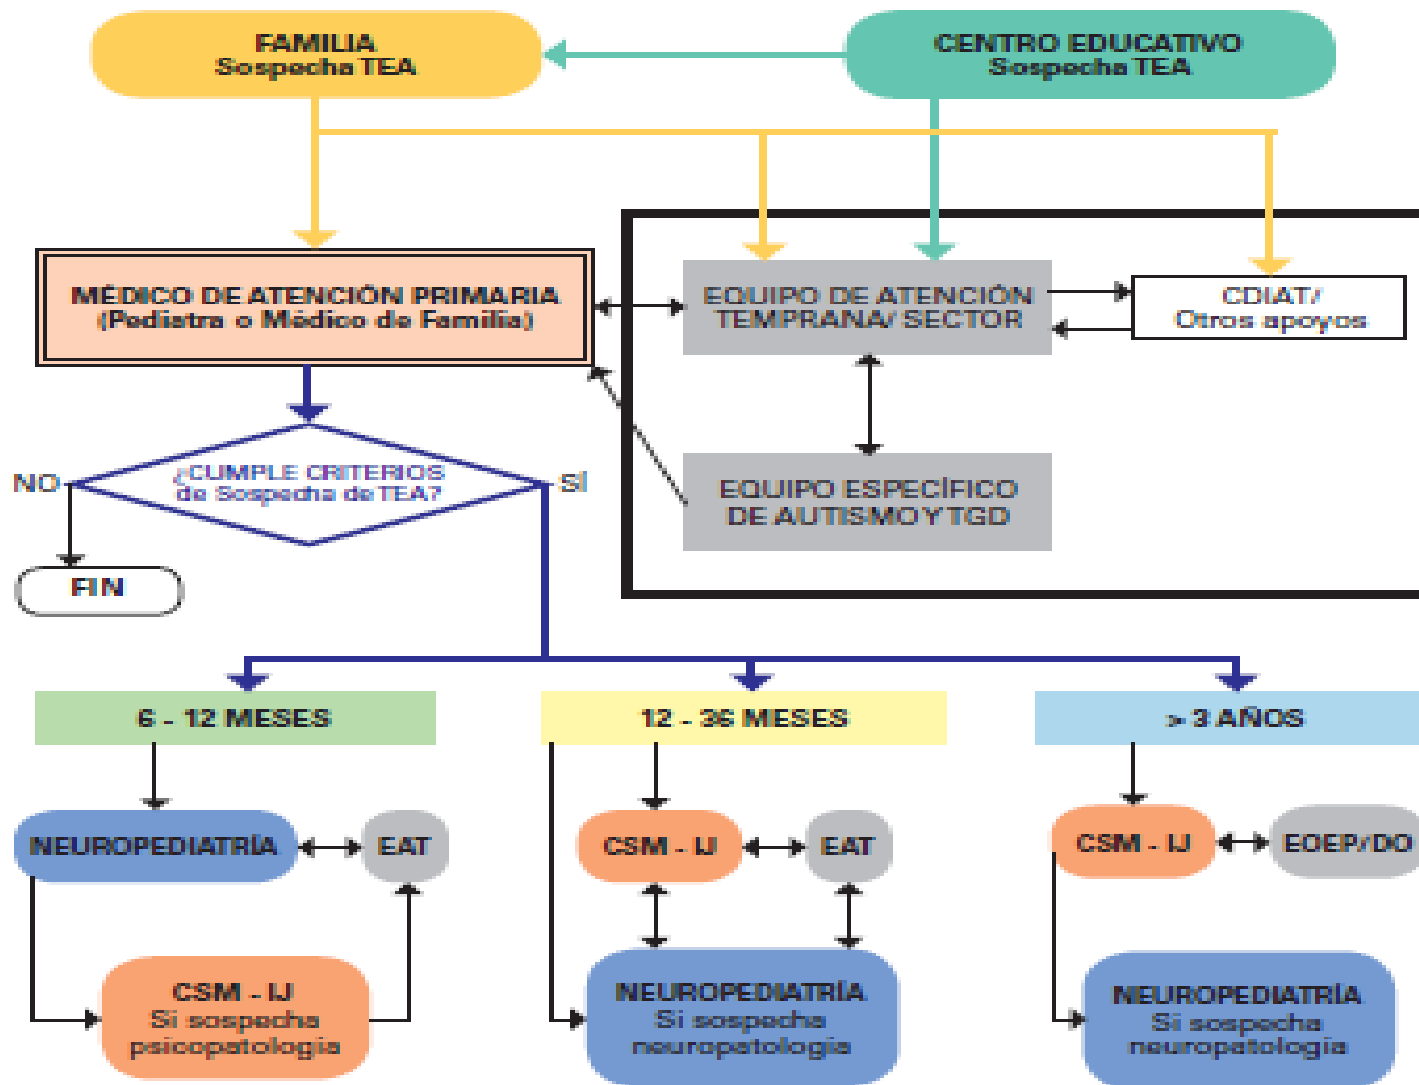 FAMILIA
Sospecha TEA
CENTRO EDUCATIVO
Sospecha TEA
MÉDICO DE ATENCIÓN PRIMARIA
(Pediatra o Médico de Familia)
EQUIPO DE ATENCIÓN
TEMPRANA/ SECTOR
CDIAT/
Otros apoyos
NO
¿CUMPLE CRITERIOS
de Sospecha de TEA?
SÍ
EQUIPO ESPECÍFICO
DE AUTISMO Y TGD
FIN
6 - 12 MESES
12 - 36 MESES
> 3 AÑOS
NEUROPEDIATRÍA
EAT
CSM - IJ
EAT
CSM - IJ
EOEP/DO
CSM - IJ
Si sospecha
psicopatología
NEUROPEDIATRÍA
Si sospecha
neuropatología
NEUROPEDIATRÍA
Si sospecha
neuropatología